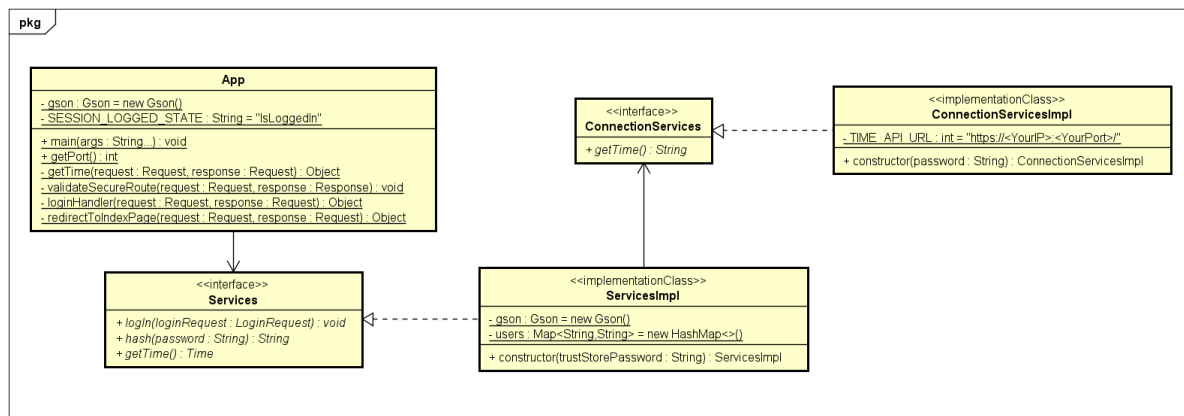 pkg
App
- gson : Gson = new Gson()
- SESSION_LOGGED_STATE : String = "IsLoggedIn"
+ main(args : String...) : void
+ getPort() : int
- getTime(request : Request, response : Request) : Object
- validateSecureRoute(request : Request, response : Response) : void
- loginHandler(request : Request, response : Request) : Object
- redirectToIndexPage(request : Request, response : Request) : Object
<<interface>>
ConnectionServices
+ getTime() : String
<<implementationClass>>
ConnectionServicesImpl
- TIME_API_URL : int = "https://<YourIP>:<YourPort>/"
+ constructor(password : String) : ConnectionServicesImpl
<<interface>>
Services
+ logIn(loginRequest : LoginRequest) : void
+ hash(password : String) : String
+ getTime() : Time
<<implementationClass>>
ServicesImpl
- gson : Gson = new Gson()
- users : Map<String,String> = new HashMap<>()
+ constructor(trustStorePassword : String) : ServicesImpl